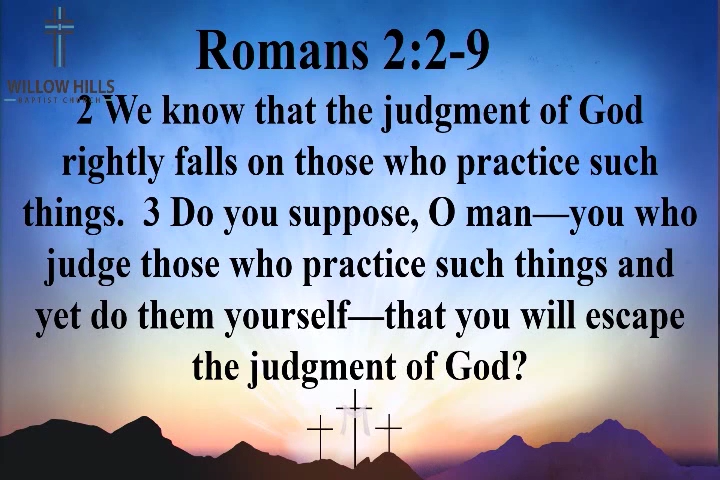 Romans 2:2-9
WILLOW HILLS
BAPTIST CHURCH
2 We know that the judgment of God
rightly falls on those who practice such
things.  3 Do you suppose, O man—you who
judge those who practice such things and
yet do them yourself—that you will escape
the judgment of God?